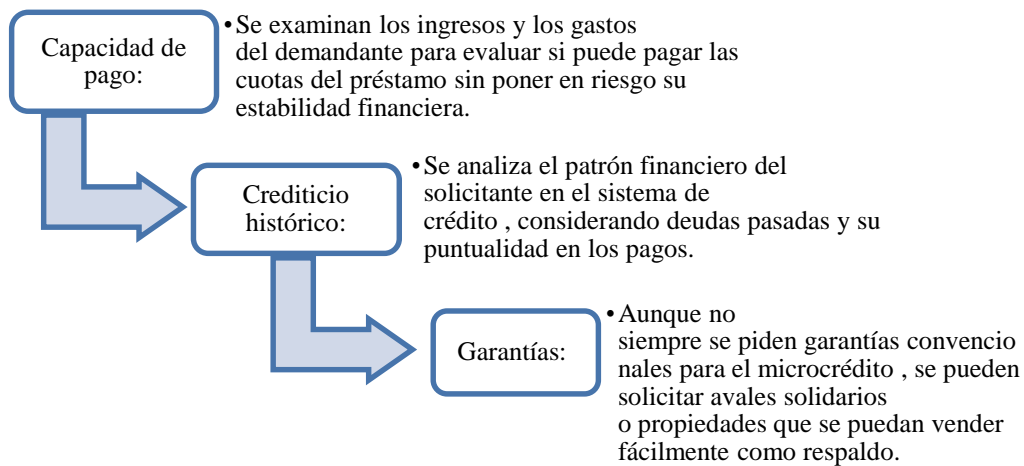 Capacidad de
pago:
•Se examinan los ingresos y los gastos
del demandante para evaluar si puede pagar las
cuotas del préstamo sin poner en riesgo su
estabilidad financiera.
Crediticio
histórico:
•Se analiza el patrón financiero del
solicitante en el sistema de
crédito , considerando deudas pasadas y su
puntualidad en los pagos.
Garantías:
•Aunque no
siempre se piden garantías convencio
nales para el microcrédito , se pueden
solicitar avales solidarios
o propiedades que se puedan vender
fácilmente como respaldo.